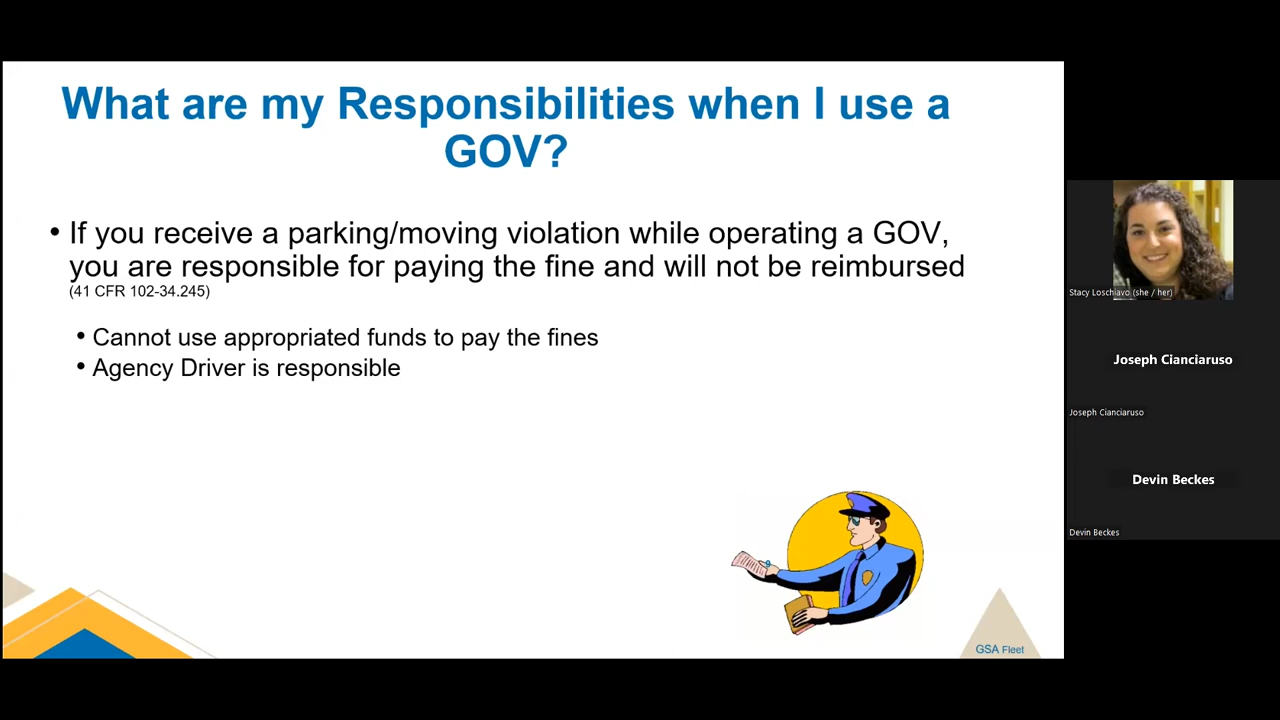 What are my Responsibilities when I use a
GOV?
• If you receive a parking/moving violation while operating a GOV,
you are responsible for paying the fine and will not be reimbursed
(41 CFR 102-34.245)
• Cannot use appropriated funds to pay the fines
• Agency Driver is responsible
GSA Fleet
Stacy Loschiavo (she / her)
Joseph Cianciaruso
Joseph Cianciaruso
Devin Beckes
Devin Beckes